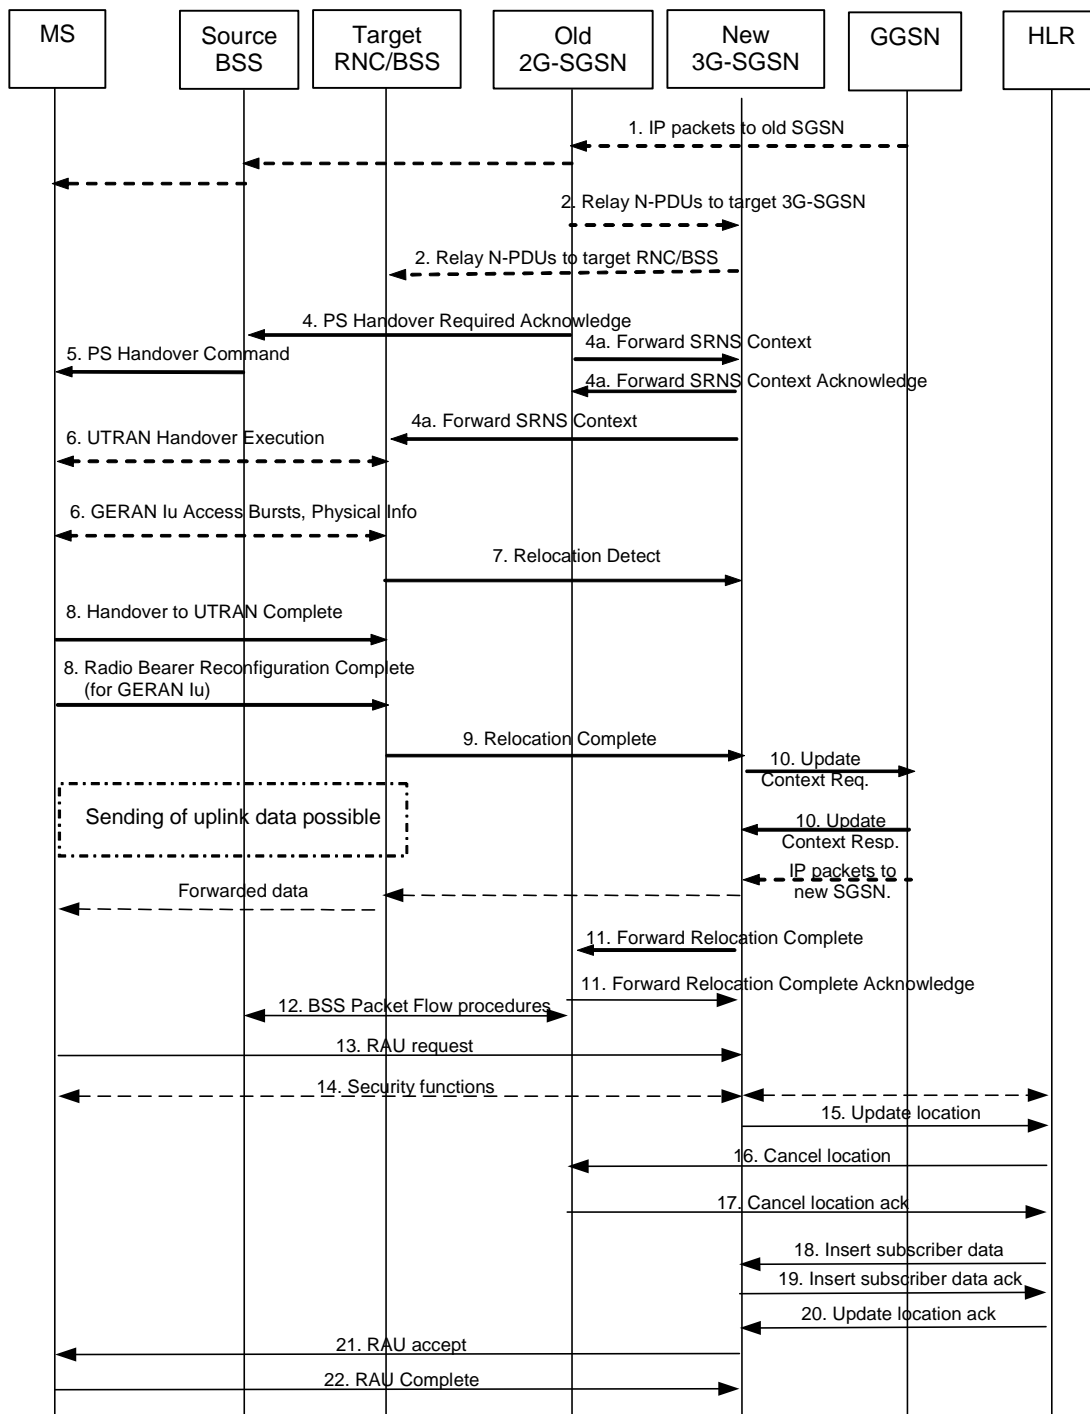 MS
Source
BSS
Target
RNC/BSS
Old
2G-SGSN
New
3G-SGSN
GGSN
HLR
1. IP packets to old SGSN
2. Relay N-PDUs to target 3G-SGSN
2. Relay N-PDUs to target RNC/BSS
4. PS Handover Required Acknowledge
4a. Forward SRNS Context
5. PS Handover Command
4a. Forward SRNS Context Acknowledge
4a. Forward SRNS Context
6. UTRAN Handover Execution
6. GERAN Iu Access Bursts, Physical Info
7. Relocation Detect
8. Handover to UTRAN Complete
8. Radio Bearer Reconfiguration Complete
(for GERAN Iu)
9. Relocation Complete
10. Update
Context Req.
Sending of uplink data possible
10. Update
Context Resp.
IP packets to
new SGSN.
Forwarded data
11. Forward Relocation Complete
11. Forward Relocation Complete Acknowledge
12. BSS Packet Flow procedures
13. RAU request
14. Security functions
15. Update location
16. Cancel location
17. Cancel location ack
18. Insert subscriber data
19. Insert subscriber data ack
20. Update location ack
21. RAU accept
22. RAU Complete